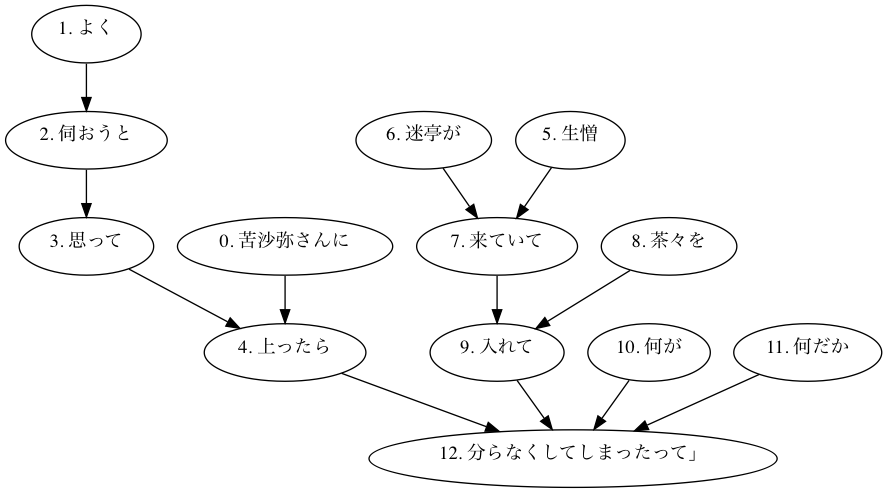 1. よく
2. 伺おうと
6. 迷亭が
5. 生憎
3. 思って
0. 苦沙弥さんに
7. 来ていて
8. 茶々を
4. 上ったら
9. 入れて
10. 何が
11. 何だか
12. 分らなくしてしまったって」